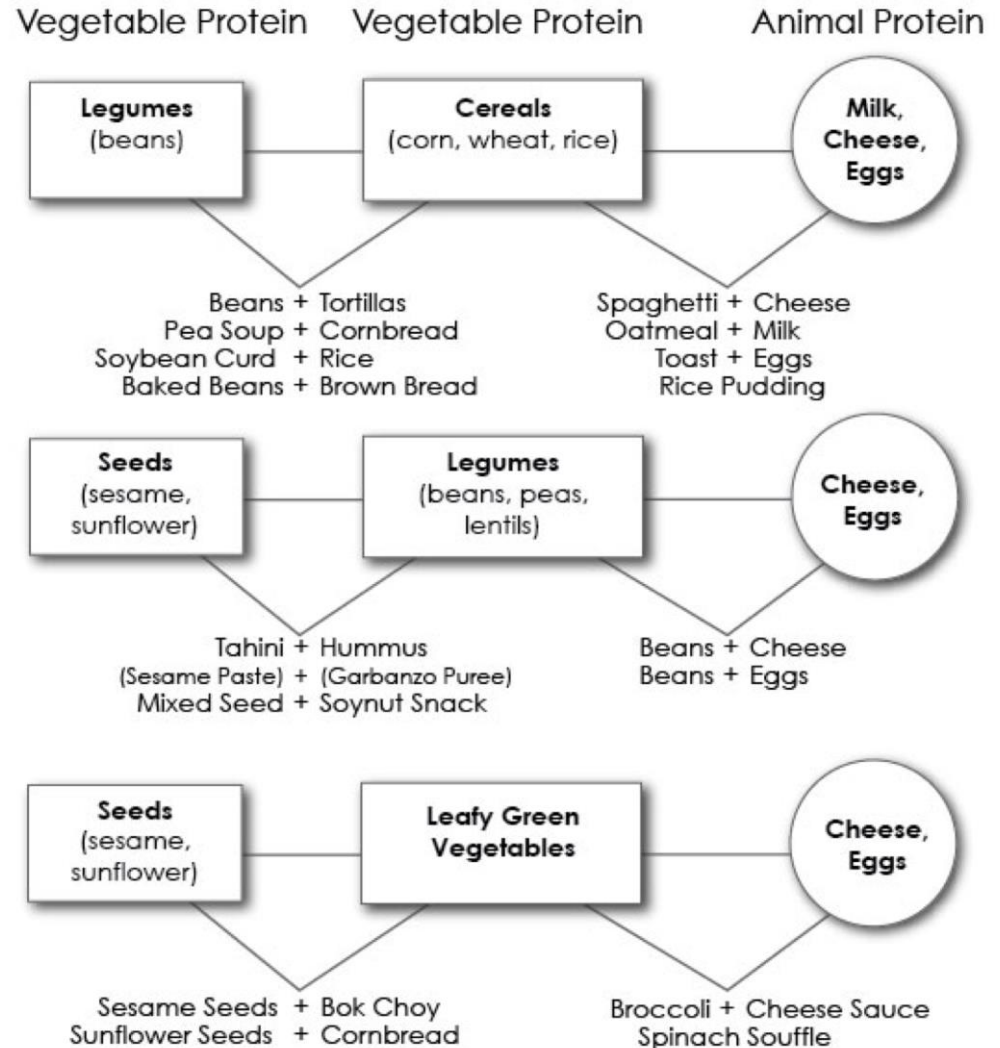 Vegetable Protein Vegetable Protein Animal Protein
Legumes
(beans)
Cereals
(corn, wheat, rice)
Milk,
Cheese,
Eggs
Beans + Tortillas
Pea Soup + Cornbread
Soybean Curd + Rice
Baked Beans + Brown Bread
Spaghetti + Cheese
Oatmeal + Milk
Toast + Eggs
Rice Pudding
Seeds
(sesame,
sunflower)
Legumes
(beans, peas,
lentils)
Cheese,
Eggs
Tahini + Hummus
(Sesame Paste) + (Garbanzo Puree)
Mixed Seed + Soynut Snack
Beans + Cheese
Beans + Eggs
Seeds
(sesame,
sunflower)
Leafy Green
Vegetables
Cheese,
Eggs
Sesame Seeds + Bok Choy
Sunflower Seeds + Cornbread
Broccoli + Cheese Sauce
Spinach Souffle